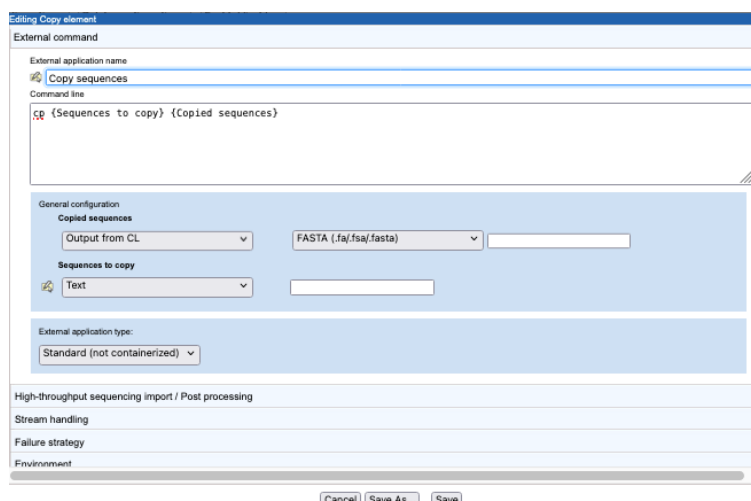 Editing Copy element
External command
External application name
Copy sequences
Command line
cp {Sequences to copy} {Copied sequences}
General configuration
Copied sequences
Output from CL FASTA (.fa/.fsa/.fasta)
Sequences to copy
Text
External application type:
Standard (not containerized)
High-throughput sequencing import / Post processing
Stream handling
Failure strategy
Environment
Cancel Save As... Save